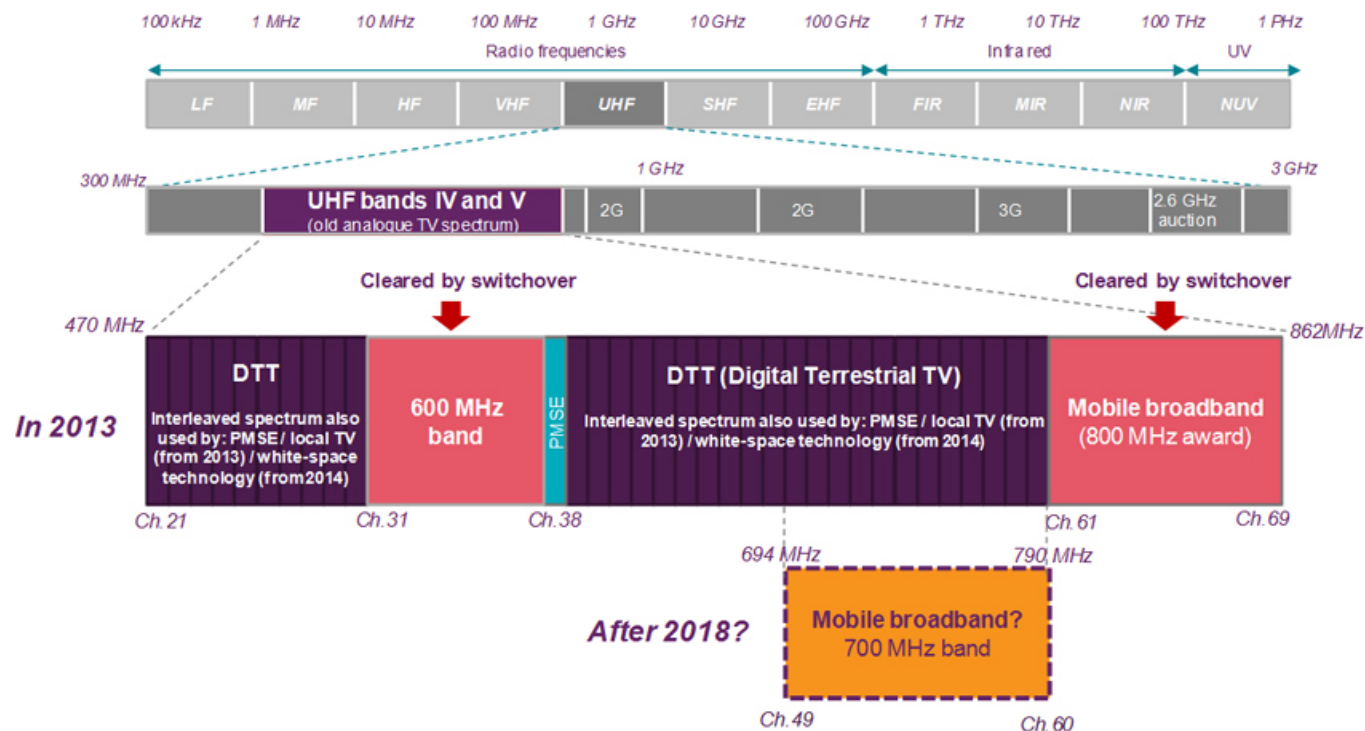 100 kHz 1 MHz 10 MHz 100 MHz 1 GHz 10 GHz 100 GHz 1 THz 10 THz 100 THz 1 PHz
Radio frequencies Infra red UV
LF MF HF VHF UHF SHF EHF FIR MIR NIR NUV
300 MHz 1 GHz 3 GHz
UHF bands IV and V
(old analogue TV spectrum)
2G 2G 3G
2.6 GHz
auction
Cleared by switchover Cleared by switchover
470 MHz 862MHz
In 2013
DTT
Interleaved spectrum also
used by: PMSE / local TV
(from 2013) / white-space
technology (from 2014)
600 MHz
band
PMSE
DTT (Digital Terrestrial TV)
Interleaved spectrum also used by: PMSE / local TV (from
2013) / white-space technology (from 2014)
Mobile broadband
(800 MHz award)
Ch. 21 Ch. 31 Ch. 38 Ch. 61 Ch. 69
694 MHz 790 MHz
After 2018?
Mobile broadband?
700 MHz band
Ch. 49 Ch. 60